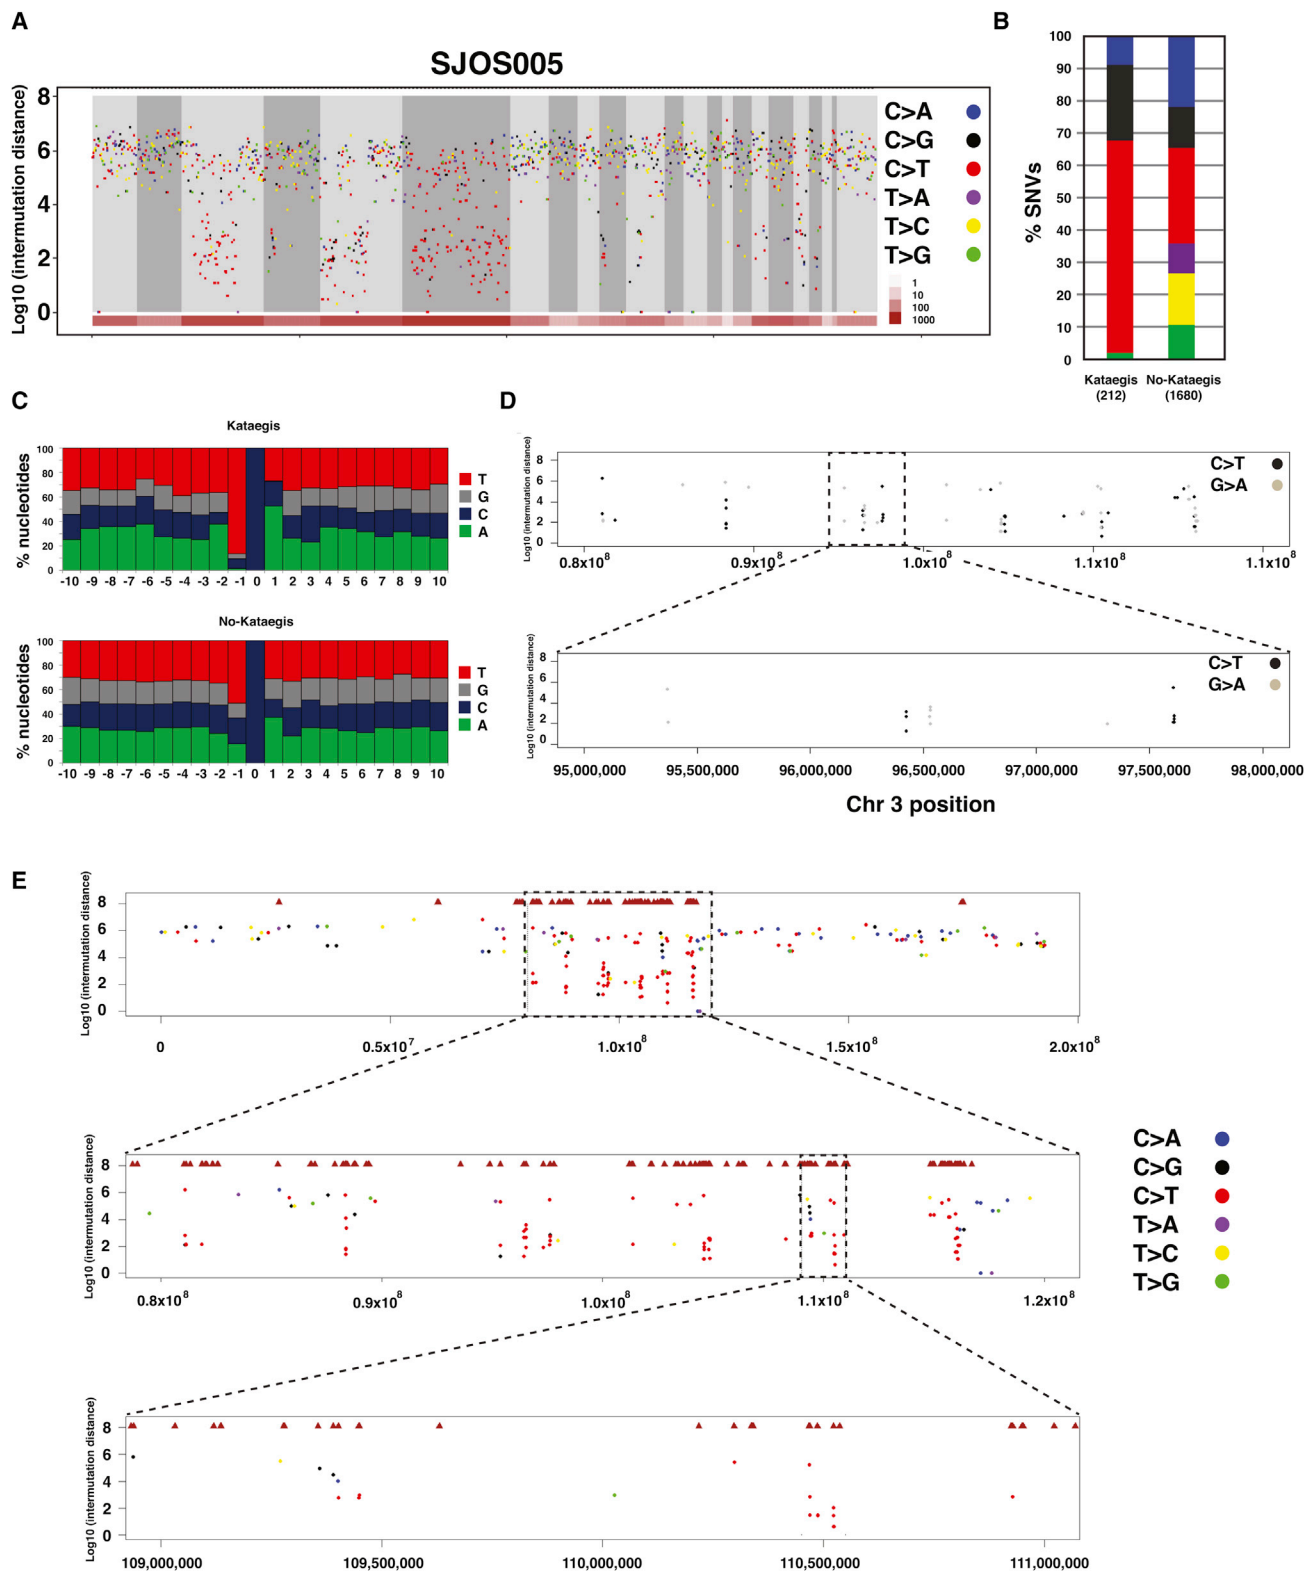 A
SJOS005
Log10 (intermutation distance)
8
6
4
2
0
C>A
C>G
C>T
T>A
T>C
T>G
1
10
100
1000
B
% SNVs
100
90
80
70
60
50
40
30
20
10
0
Kataegis (212)
No-Kataegis (1680)
C
Kataegis
% nucleotides
100
80
60
40
20
0
-10 -9 -8 -7 -6 -5 -4 -3 -2 -1 0 1 2 3 4 5 6 7 8 9 10
T
G
C
A
No-Kataegis
% nucleotides
100
80
60
40
20
0
-10 -9 -8 -7 -6 -5 -4 -3 -2 -1 0 1 2 3 4 5 6 7 8 9 10
T
G
C
A
D
Log10 (intermutation distance)
8
6
4
2
0
C>T
G>A
0.8x10⁸ 0.9x10⁸ 1.0x10⁸ 1.1x10⁸ 1.1x10⁸
Log10 (intermutation distance)
8
6
4
2
0
C>T
G>A
95,000,000 95,500,000 96,000,000 96,500,000 97,000,000 97,500,000 98,000,000
Chr 3 position
E
Log10 (intermutation distance)
8
6
4
2
0
0 0.5x10⁷ 1.0x10⁸ 1.5x10⁸ 2.0x10⁸
Log10 (intermutation distance)
8
6
4
2
0
0.8x10⁸ 0.9x10⁸ 1.0x10⁸ 1.1x10⁸ 1.2x10⁸
C>A
C>G
C>T
T>A
T>C
T>G
Log10 (intermutation distance)
8
6
4
2
0
109,000,000 109,500,000 110,000,000 110,500,000 111,000,000